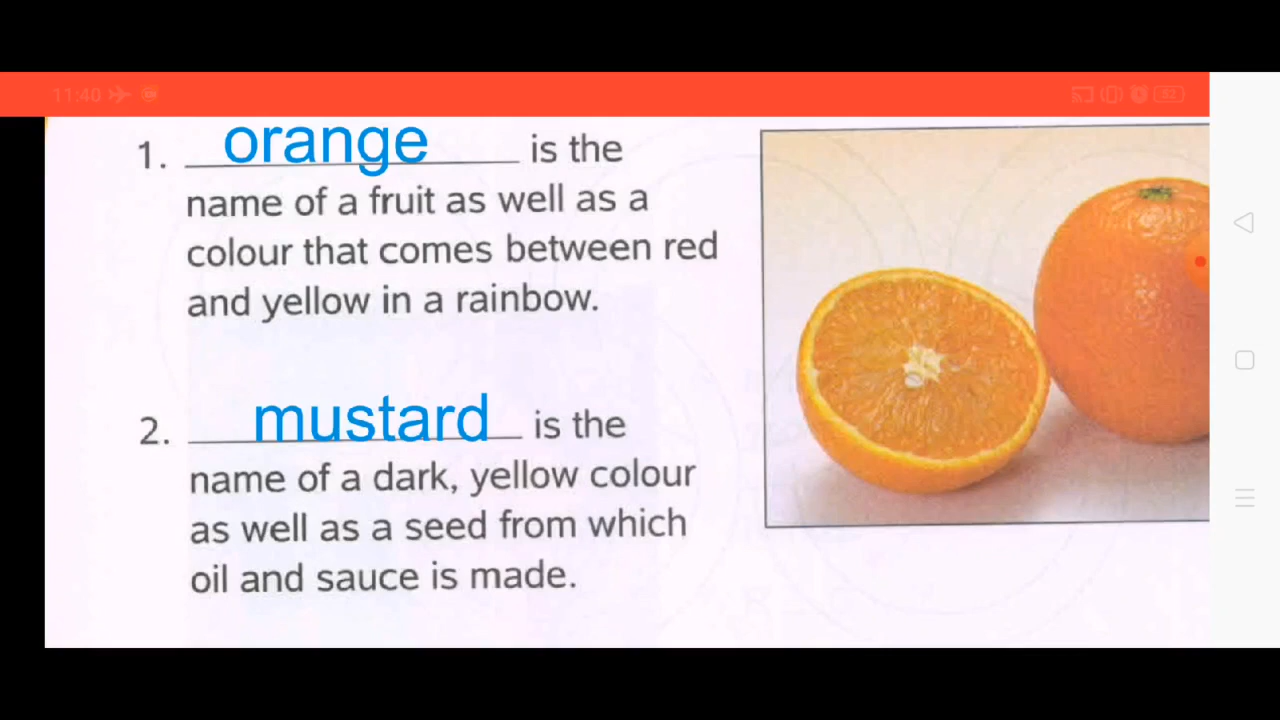 11:40
1. orange is the
name of a fruit as well as a
colour that comes between red
and yellow in a rainbow.
2. mustard is the
name of a dark, yellow colour
as well as a seed from which
oil and sauce is made.